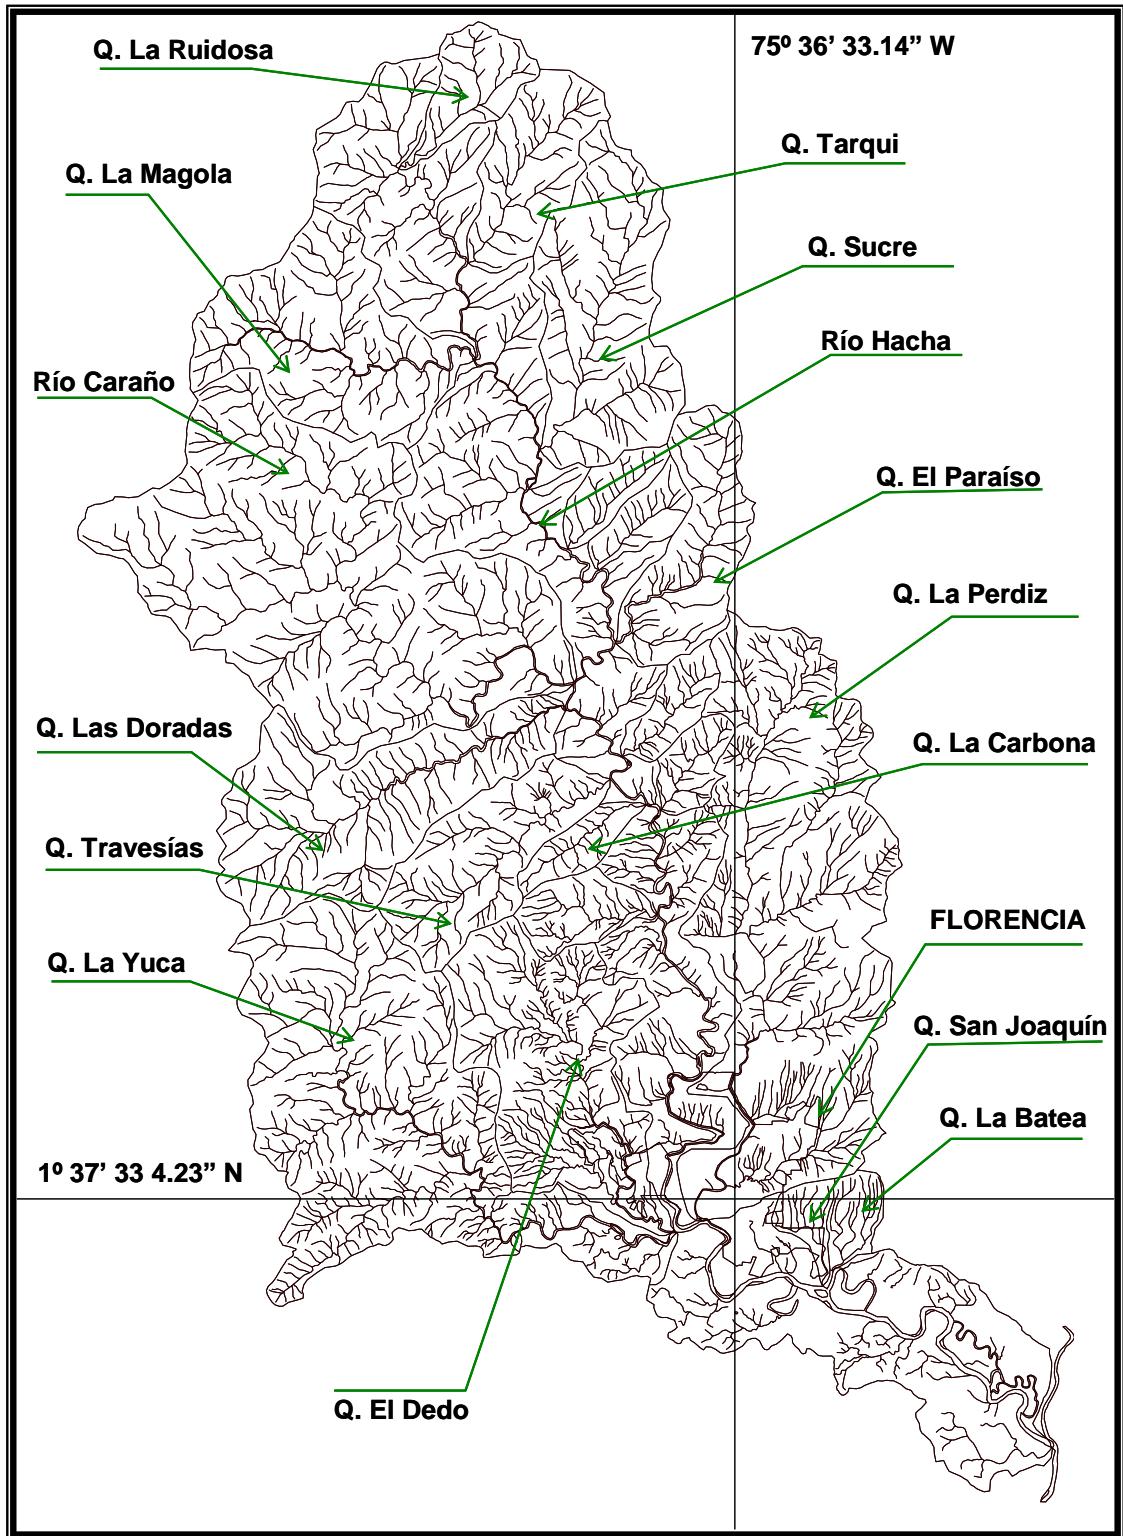 Q. La Ruidosa
75º 36’ 33.14” W
Q. Tarqui
Q. La Magola
Q. Sucre
Río Hacha
Río Caraño
Q. El Paraíso
Q. La Perdiz
Q. Las Doradas
Q. La Carbona
Q. Travesías
FLORENCIA
Q. La Yuca
Q. San Joaquín
Q. La Batea
1º 37’ 33 4.23” N
Q. El Dedo